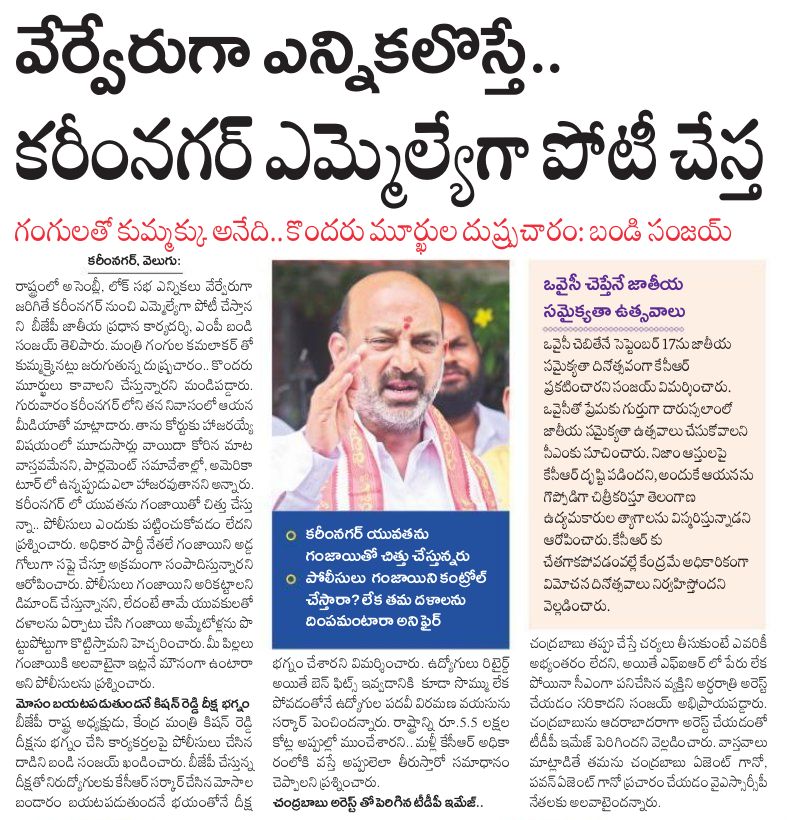 వేర్వేరుగా ఎన్నికలొస్తే..
కరీంనగర్ ఎమ్మెల్యేగా పోటీ చేస్త
గంగులతో కుమ్మక్కు అనేది.. కొందరు మూర్ఖుల దుష్ప్రచారం: బండి సంజయ్
కరీంనగర్, వెలుగు:
రాష్ట్రంలో అసెంబ్లీ, లోక్ సభ ఎన్నికలు వేర్వేరుగా
జరిగితే కరీంనగర్ నుంచి ఎమ్మెల్యేగా పోటీ చేస్తాన
ని బీజేపీ జాతీయ ప్రధాన కార్యదర్శి, ఎంపీ బండి
సంజయ్ తెలిపారు. మంత్రి గంగుల కమలాకర్ తో
కుమ్మక్కైనట్లు జరుగుతున్న దుష్ప్రచారం.. కొందరు
మూర్ఖులు కావాలని చేస్తున్నారని మండిపడ్డారు.
గురువారం కరీంనగర్ లోని తన నివాసంలో ఆయన
మీడియాతో మాట్లాడారు. తాను కోర్టుకు హాజరయ్యే
విషయంలో మూడుసార్లు వాయిదా కోరిన మాట
వాస్తవమేనని, పార్లమెంట్ సమావేశాల్లో, అమెరికా
టూర్ లో ఉన్నప్పుడు ఎలా హాజరవుతానని అన్నారు.
కరీంనగర్ లో యువతను గంజాయితో చిత్తు చేస్తు
న్నా.. పోలీసులు ఎందుకు పట్టించుకోవడం లేదని
ప్రశ్నించారు. అధికార పార్టీ నేతలే గంజాయిని అడ్డ
గోలుగా సప్లై చేస్తూ అక్రమంగా సంపాదిస్తున్నారని
ఆరోపించారు. పోలీసులు గంజాయిని అరికట్టాలని
డిమాండ్ చేస్తున్నానని, లేదంటే తామే యువకులతో
దళాలను ఏర్పాటు చేసి గంజాయి అమ్మేటోళ్లను పొ
ట్టుపోట్టుగా కొట్టిస్తామని హెచ్చరించారు. మీ పిల్లలు
గంజాయికి అలవాటైనా ఇట్లనే మౌనంగా ఉంటారా
అని పోలీసులను ప్రశ్నించారు.
మోసం బయటపడుతుందనే కిషన్ రెడ్డి దీక్ష భగ్నం
బీజేపీ రాష్ట్ర అధ్యక్షుడు, కేంద్ర మంత్రి కిషన్ రెడ్డి
దీక్షను భగ్నం చేసి కార్యకర్తలపై పోలీసులు చేసిన
దాడిని బండి సంజయ్ ఖండించారు. బీజేపీ చేస్తున్న
దీక్షతో నిరుద్యోగులకు కేసీఆర్ సర్కార్ చేసిన మోసాల
బండారం బయటపడుతుందనే భయంతోనే దీక్ష
కరీంనగర్ యువతను
గంజాయితో చిత్తు చేస్తున్నరు
పోలీసులు గంజాయిని కంట్రోల్
చేస్తారా? లేక తమ దళాలను
దింపమంటారా అని ఫైర్
భగ్నం చేశారని విమర్శించారు. ఉద్యోగులు రిటైర్డ్
అయితే బెన్ ఫిట్స్ ఇవ్వడానికి కూడా సొమ్ము లేక
పోవడంతోనే ఉద్యోగుల పదవీ విరమణ వయసును
సర్కార్ పెంచిందన్నారు. రాష్ట్రాన్ని రూ.5.5 లక్షల
కోట్ల అప్పుల్లో ముంచేశారని.. మళ్లీ కేసీఆర్ అధికా
రంలోకి వస్తే అప్పులెలా తీరుస్తారో సమాధానం
చెప్పాలని ప్రశ్నించారు.
చంద్రబాబు అరెస్ట్ తో పెరిగిన టీడీపీ ఇమేజ్..
ఒవైసీ చెప్తేనే జాతీయ
సమైక్యతా ఉత్సవాలు
ఒవైసీ చెబితేనే సెప్టెంబర్ 17ను జాతీయ
సమైక్యతా దినోత్సవంగా కేసీఆర్
ప్రకటించారని సంజయ్ విమర్శించారు.
ఒవైసీతో ప్రేమకు గుర్తుగా దారుస్సలాంలో
జాతీయ సమైక్యతా ఉత్సవాలు చేసుకోవాలని
సీఎంకు సూచించారు. నిజాం ఆస్తులపై
కేసీఆర్ దృష్టి పడిందని, అందుకే ఆయనను
గొప్పోడిగా చిత్రీకరిస్తూ తెలంగాణ
ఉద్యమకారుల త్యాగాలను విస్మరిస్తున్నాడని
ఆరోపించారు. కేసీఆర్ కు
చేతగాకపోవడంవల్లే కేంద్రమే అధికారికంగా
విమోచన దినోత్సవాలు నిర్వహిస్తోందని
వెల్లడించారు.
చంద్రబాబు తప్పు చేస్తే చర్యలు తీసుకుంటే ఎవరికీ
అభ్యంతరం లేదని, అయితే ఎఫ్ఐఆర్ లో పేరు లేక
పోయినా సీఎంగా పనిచేసిన వ్యక్తిని అర్ధరాత్రి అరెస్ట్
చేయడం సరికాదని సంజయ్ అభిప్రాయపడ్డారు.
చంద్రబాబును ఆదరాబాదరాగా అరెస్ట్ చేయడంతో
టీడీపీ ఇమేజ్ పెరిగిందని వెల్లడించారు. వాస్తవాలు
మాట్లాడితే తమను చంద్రబాబు ఏజెంట్ గానో,
పవన్ ఏజెంట్ గానో ప్రచారం చేయడం వైఎస్సార్సీపీ
నేతలకు అలవాటైందన్నారు.